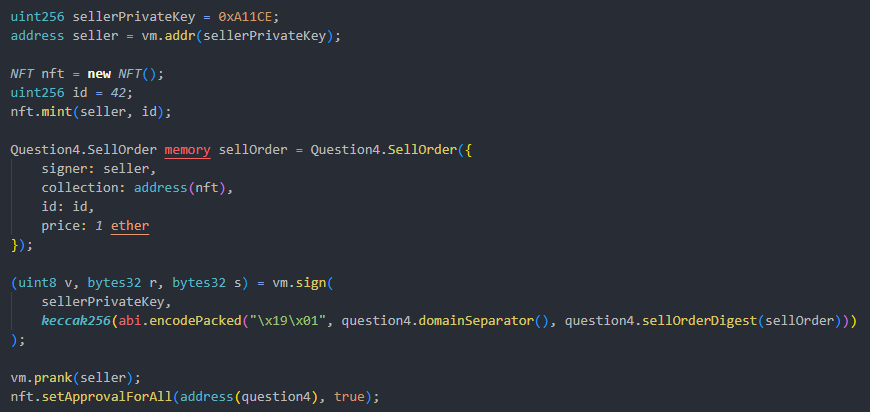 uint256 sellerPrivateKey = 0xA11CE;
address seller = vm.addr(sellerPrivateKey);
NFT nft = new NFT();
uint256 id = 42;
nft.mint(seller, id);
Question4.SellOrder memory sellOrder = Question4.SellOrder({
signer: seller,
collection: address(nft),
id: id,
price: 1 ether
});
(uint8 v, bytes32 r, bytes32 s) = vm.sign(
sellerPrivateKey,
keccak256(abi.encodePacked("\x19\x01", question4.domainSeparator(), question4.sellOrderDigest(sellOrder)))
);
vm.prank(seller);
nft.setApprovalForAll(address(question4), true);